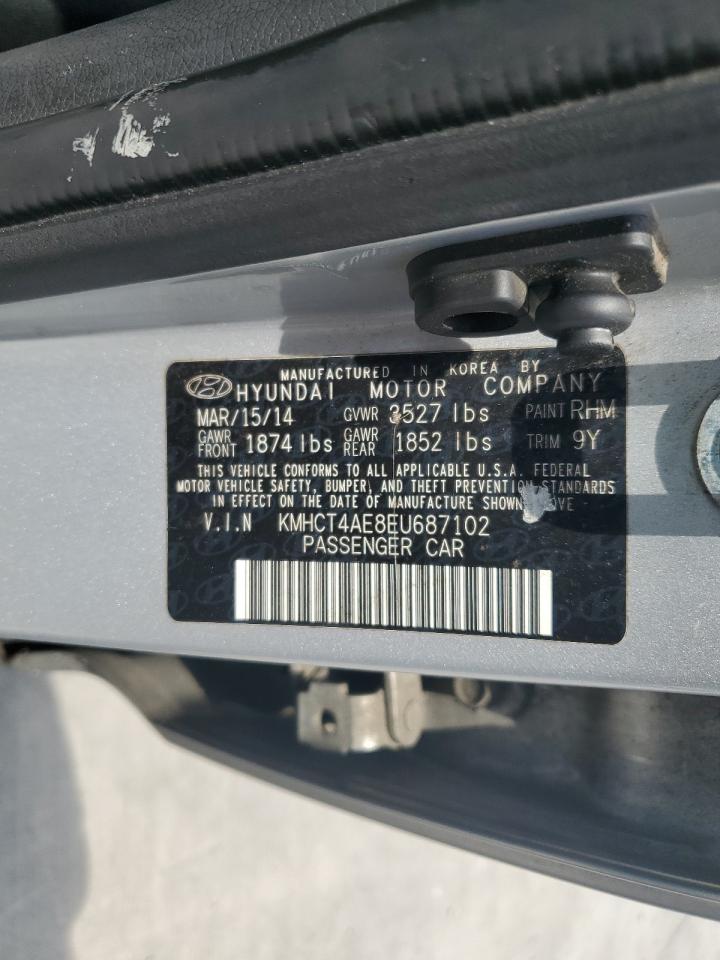 MANUFACTURED IN KOREA BY
HYUNDAI MOTOR COMPANY
MAR/15/14 GVWR 3527 lbs PAINT RHM
GAWR FRONT 1874 lbs GAWR REAR 1852 lbs TRIM 9Y
THIS VEHICLE CONFORMS TO ALL APPLICABLE U.S.A. FEDERAL
MOTOR VEHICLE SAFETY, BUMPER, AND THEFT PREVENTION STANDARDS
IN EFFECT ON THE DATE OF MANUFACTURE SHOWN
V.I.N KMHCT4AE8EU687102
PASSENGER CAR